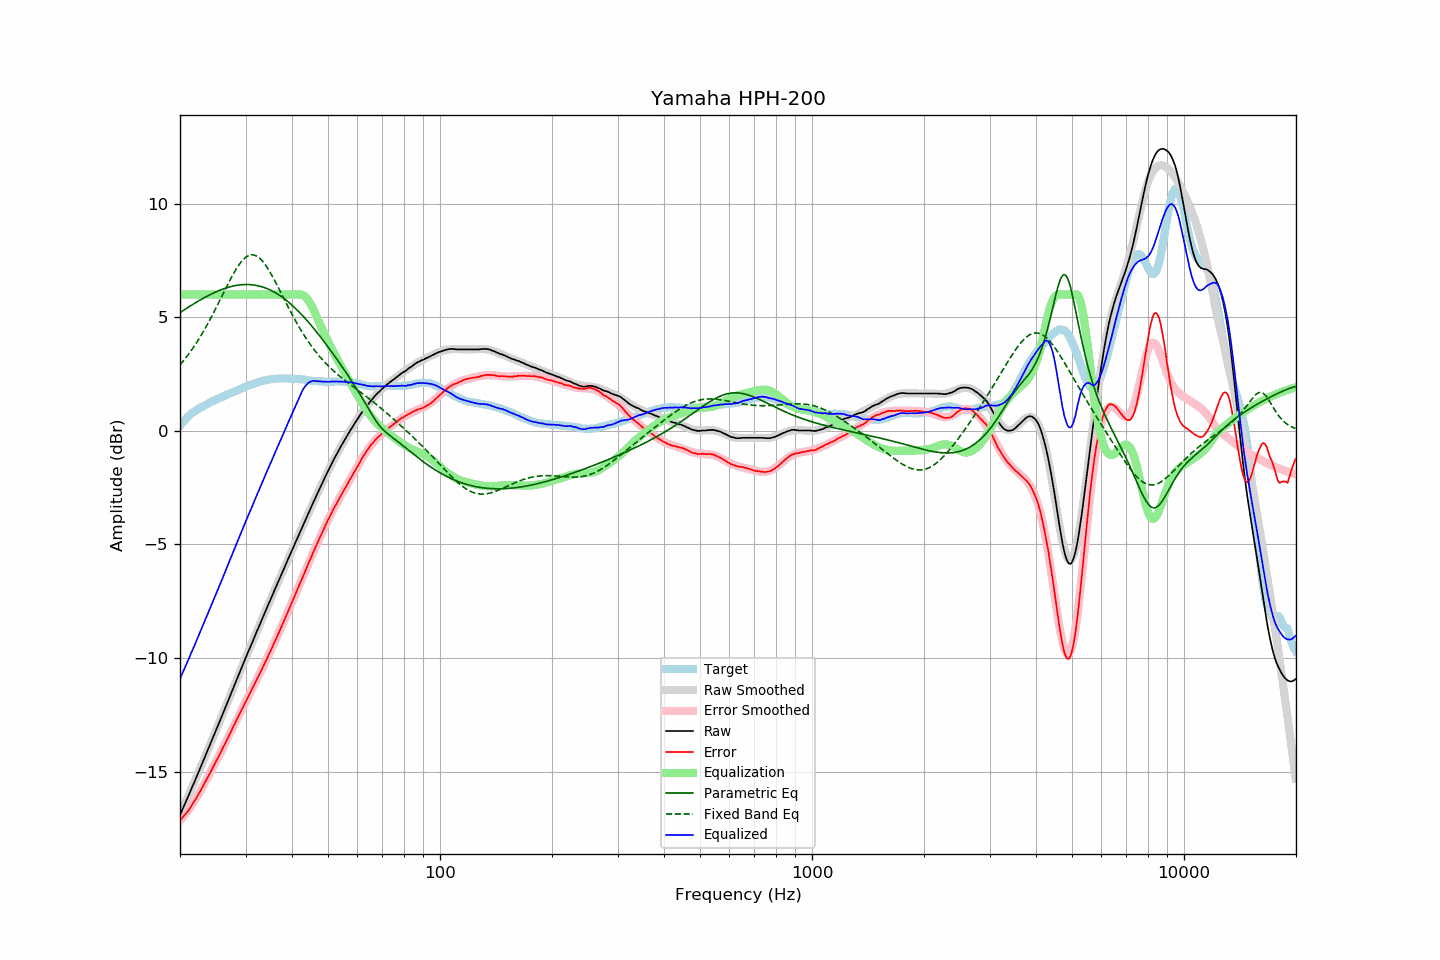 Yamaha HPH-200
Amplitude (dBr)
10
5
0
−5
−10
−15
Target
Raw Smoothed
Error Smoothed
Raw
Error
Equalization
Parametric Eq
Fixed Band Eq
Equalized
100
1000
10000
Frequency (Hz)